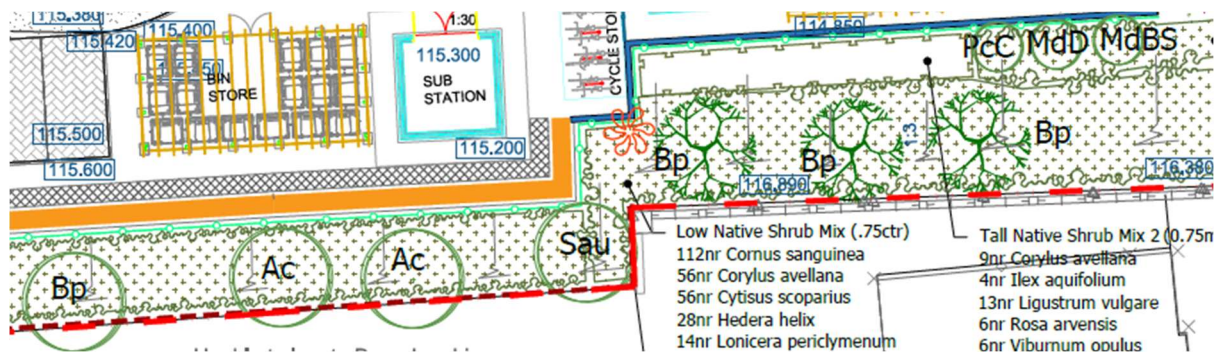 115.380
115.420
115.400
BIN
STORE
1:30
115.300
SUB
STATION
CYCLE STO
114.850
PcC
MdD
MdBS
115.500
115.600
115.200
Bp
Bp
13
Bp
116.890
116.380
Bp
Ac
Ac
Sau
Low Native Shrub Mix (.75ctr)
112nr Cornus sanguinea
56nr Corylus avellana
56nr Cytisus scoparius
28nr Hedera helix
14nr Lonicera periclymenum
Tall Native Shrub Mix 2 (0.75m
9nr Corylus avellana
4nr Ilex aquifolium
13nr Ligustrum vulgare
6nr Rosa arvensis
6nr Viburnum opulus